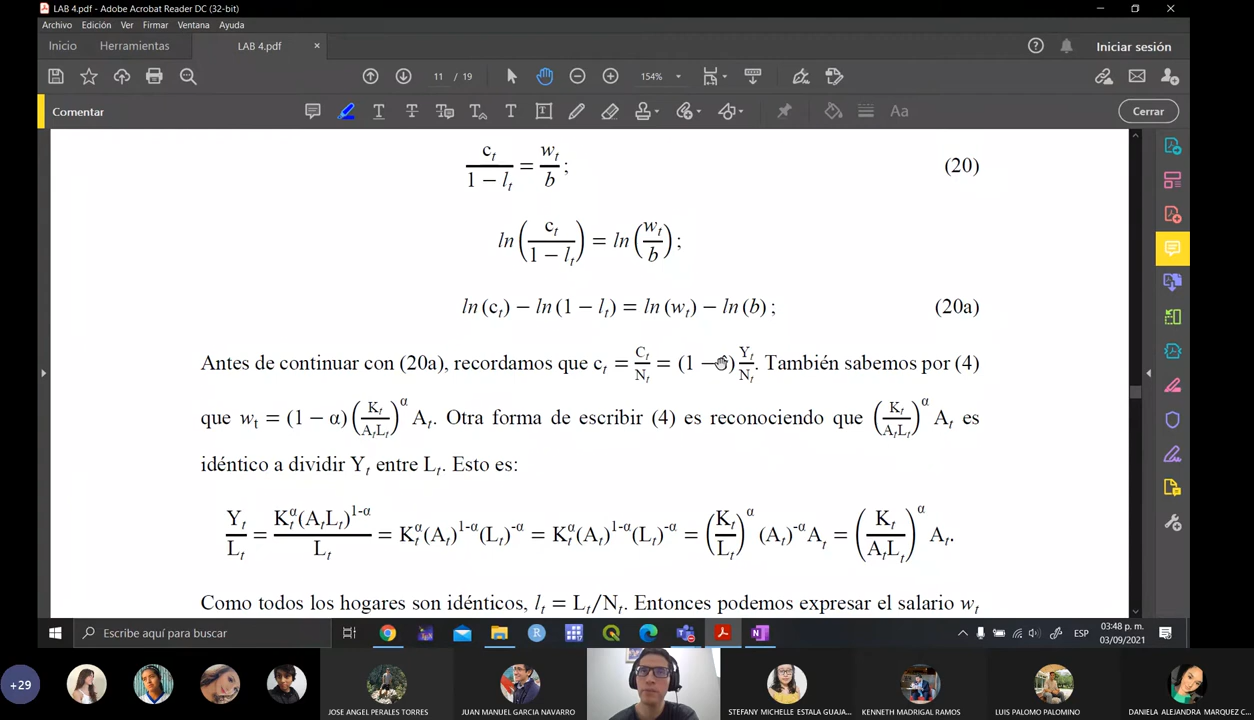 LAB 4.pdf - Adobe Acrobat Reader DC (32-bit)
Archivo Edición Ver Firmar Ventana Ayuda
Inicio Herramientas LAB 4.pdf × Iniciar sesión
11 / 19 154%
Comentar Aa Cerrar
c_t / (1 − l_t) = w_t / b; (20)
ln(c_t / (1 − l_t)) = ln(w_t / b);
ln (c_t) − ln (1 − l_t) = ln (w_t) − ln (b) ; (20a)
Antes de continuar con (20a), recordamos que c_t = C_t/N_t = (1 − ) Y_t/N_t. También sabemos por (4)
que w_t = (1 − α) (K_t/(A_tL_t))^α A_t. Otra forma de escribir (4) es reconociendo que (K_t/(A_tL_t))^α A_t es
idéntico a dividir Y_t entre L_t. Esto es:
Y_t/L_t = K_t^α(A_tL_t)^{1-α}/L_t = K_t^α(A_t)^{1-α}(L_t)^{-α} = K_t^α(A_t)^{1-α}(L_t)^{-α} = (K_t/L_t)^α (A_t)^{-α}A_t = (K_t/(A_tL_t))^α A_t.
Como todos los hogares son idénticos, l_t = L_t/N_t. Entonces podemos expresar el salario w_t
Escribe aquí para buscar
ESP
03:48 p. m.
03/09/2021
+29
JOSE ANGEL PERALES TORRES
JUAN MANUEL GARCIA NAVARRO
STEFANY MICHELLE ESTALA GUAJA...
KENNETH MADRIGAL RAMOS
LUIS PALOMO PALOMINO
DANIELA ALEJANDRA MARQUEZ C...